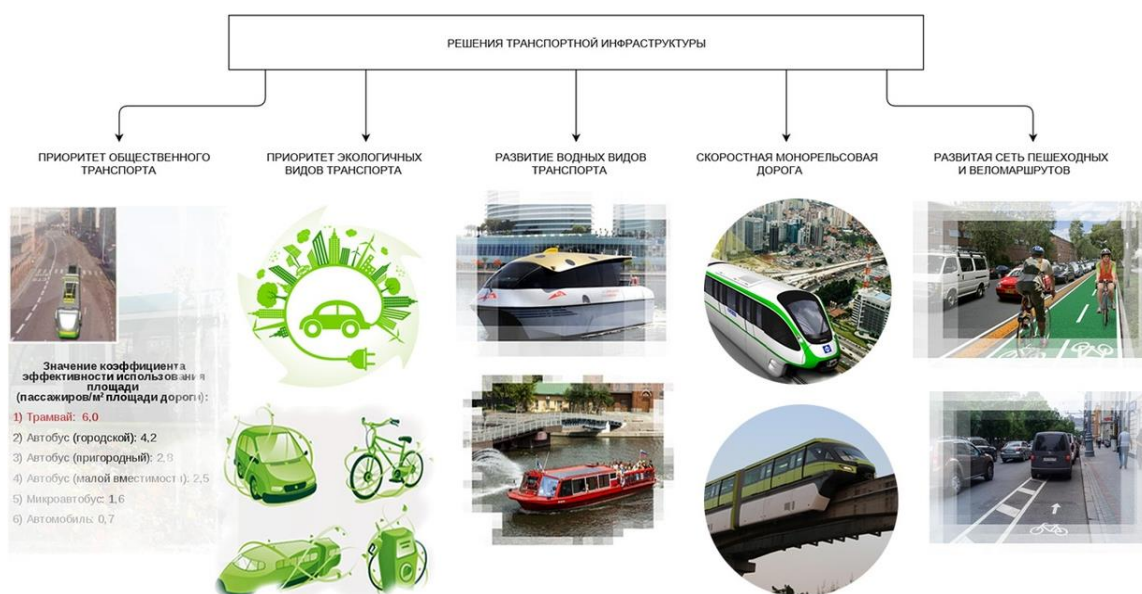 РЕШЕНИЯ ТРАНСПОРТНОЙ ИНФРАСТРУКТУРЫ
ПРИОРИТЕТ ОБЩЕСТВЕННОГО
ТРАНСПОРТА
ПРИОРИТЕТ ЭКОЛОГИЧНЫХ
ВИДОВ ТРАНСПОРТА
РАЗВИТИЕ ВОДНЫХ ВИДОВ
ТРАНСПОРТА
СКОРОСТНАЯ МОНОРЕЛЬСОВАЯ
ДОРОГА
РАЗВИТАЯ СЕТЬ ПЕШЕХОДНЫХ
И ВЕЛОМАРШРУТОВ
Значение коэффициента
эффективности использования
площади
(пассажиров/м² площади дороги):
1) Трамвай: 6,0
2) Автобус (городской): 4,2
3) Автобус (пригородный): 2,8
4) Автобус (малой вместимости): 2,5
5) Микроавтобус: 1,6
6) Автомобиль: 0,7